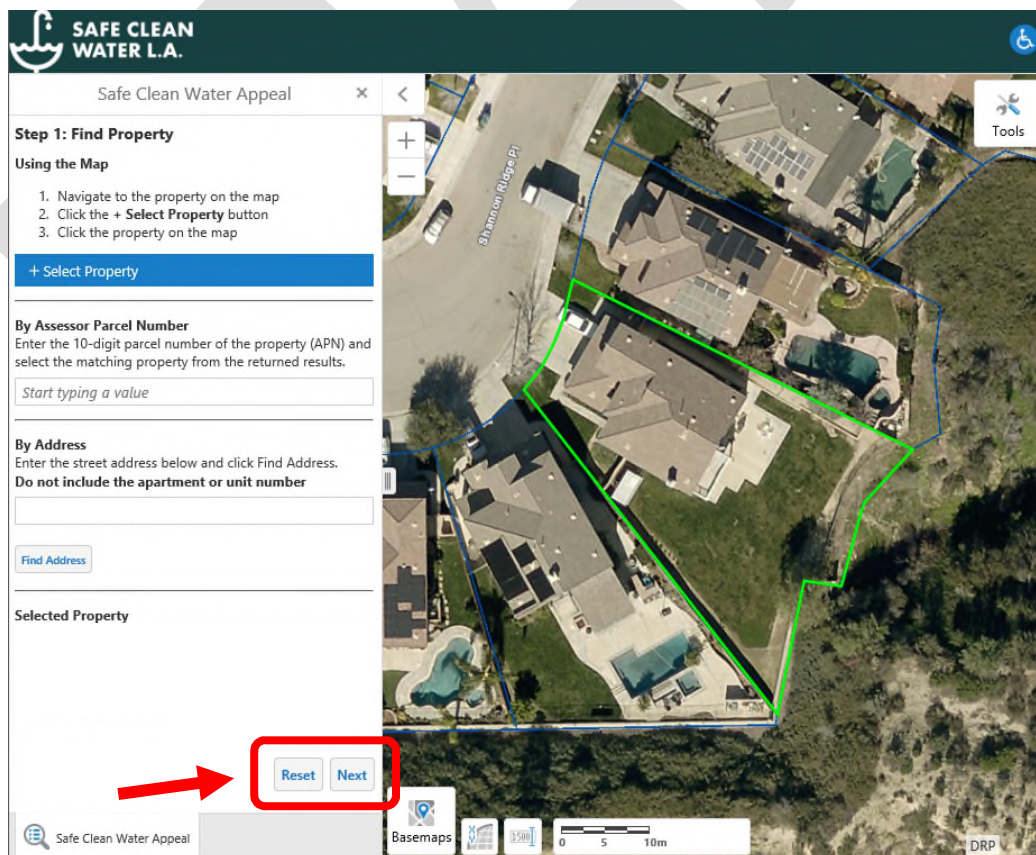 SAFE CLEAN
WATER L.A.
Safe Clean Water Appeal
Tools
Step 1: Find Property
Using the Map
1. Navigate to the property on the map
2. Click the + Select Property button
3. Click the property on the map
+ Select Property
By Assessor Parcel Number
Enter the 10-digit parcel number of the property (APN) and
select the matching property from the returned results.
Start typing a value
By Address
Enter the street address below and click Find Address.
Do not include the apartment or unit number
Find Address
Selected Property
Reset Next
Safe Clean Water Appeal
Shannon Ridge Pl
Basemaps
1:500
0 5 10m
DRP